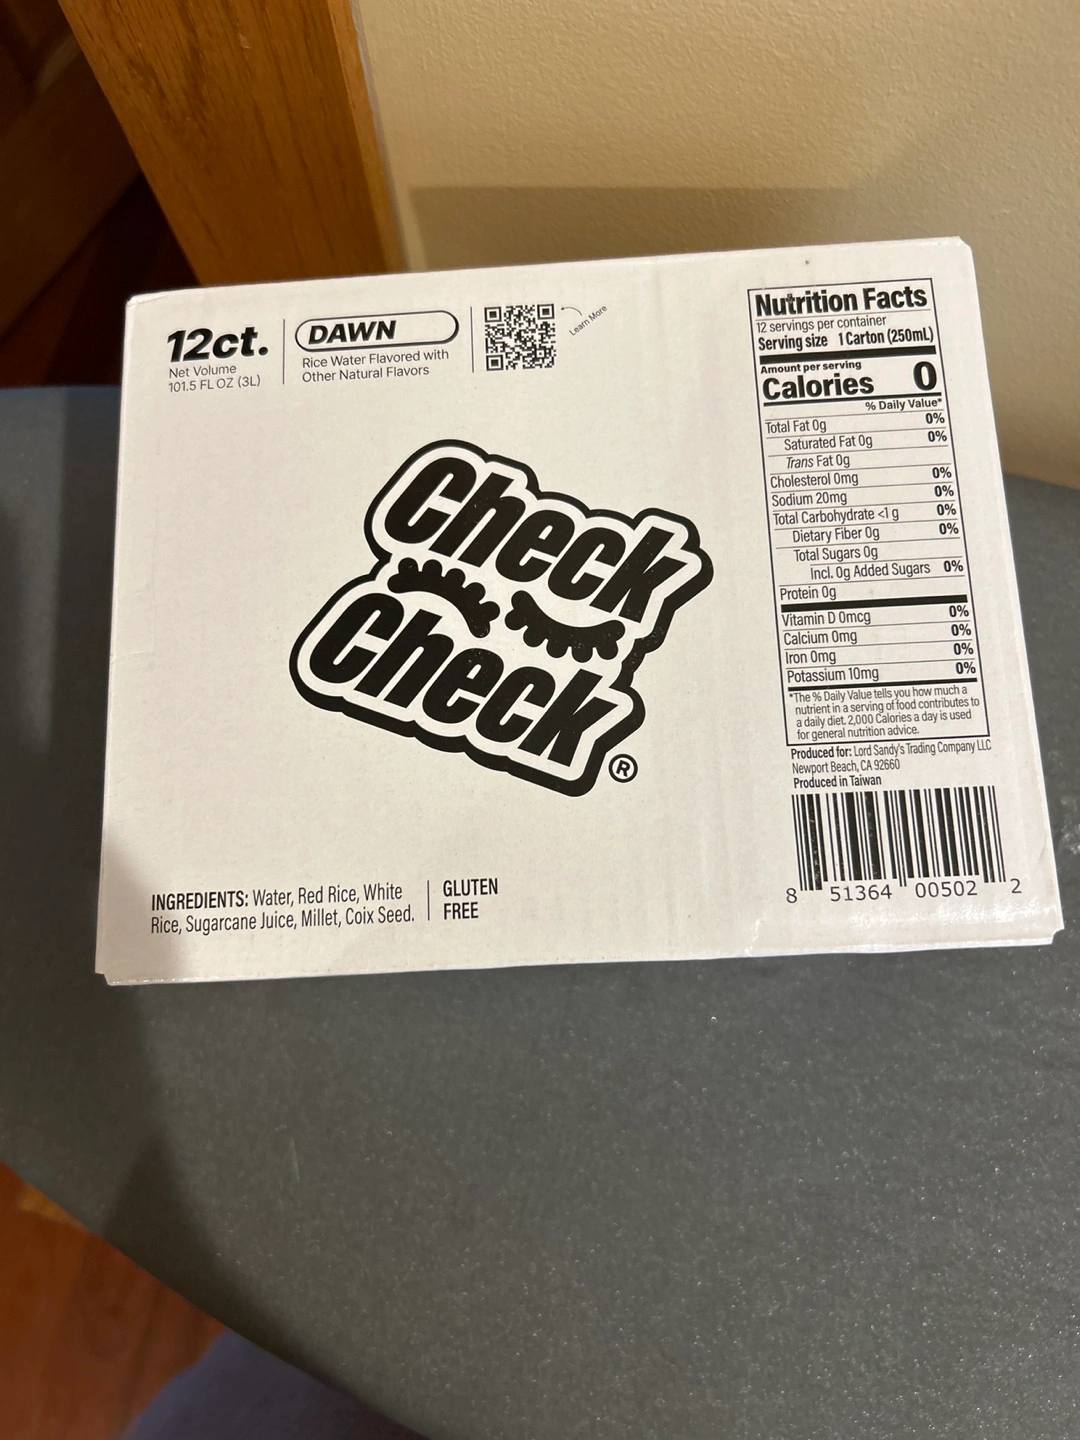 12ct.
Net Volume
101.5 FL OZ (3L)
DAWN
Rice Water Flavored with
Other Natural Flavors
Learn More
Check
Check
®
INGREDIENTS: Water, Red Rice, White
Rice, Sugarcane Juice, Millet, Coix Seed.
GLUTEN
FREE
Nutrition Facts
12 servings per container
Serving size 1 Carton (250mL)
Amount per serving
Calories 0
% Daily Value*
Total Fat 0g 0%
Saturated Fat 0g 0%
Trans Fat 0g
Cholesterol 0mg 0%
Sodium 20mg 0%
Total Carbohydrate <1 g 0%
Dietary Fiber 0g 0%
Total Sugars 0g
Incl. 0g Added Sugars 0%
Protein 0g
Vitamin D 0mcg 0%
Calcium 0mg 0%
Iron 0mg 0%
Potassium 10mg 0%
*The % Daily Value tells you how much a
nutrient in a serving of food contributes to
a daily diet. 2,000 Calories a day is used
for general nutrition advice.
Produced for: Lord Sandy's Trading Company LLC
Newport Beach, CA 92660
Produced in Taiwan
8 51364 00502 2